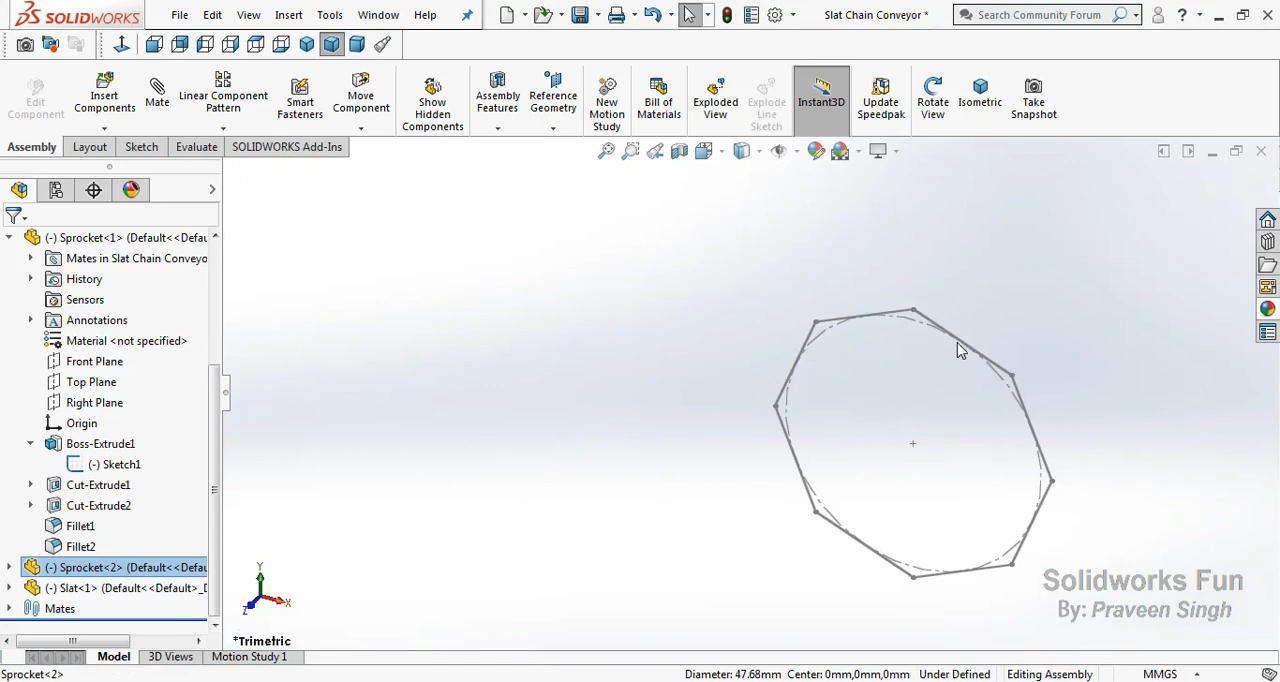 SOLIDWORKS
File Edit View Insert Tools Window Help
Slat Chain Conveyor *
Search Community Forum
Edit Component
Insert Components
Mate
Linear Component Pattern
Smart Fasteners
Move Component
Show Hidden Components
Assembly Features
Reference Geometry
New Motion Study
Bill of Materials
Exploded View
Explode Line Sketch
Instant3D
Update Speedpak
Rotate View
Isometric
Take Snapshot
Assembly Layout Sketch Evaluate SOLIDWORKS Add-Ins
(-) Sprocket<1> (Default<<Defau
Mates in Slat Chain Conveyo
History
Sensors
Annotations
Material <not specified>
Front Plane
Top Plane
Right Plane
Origin
Boss-Extrude1
(-) Sketch1
Cut-Extrude1
Cut-Extrude2
Fillet1
Fillet2
(-) Sprocket<2> (Default<<Defau
(-) Slat<1> (Default<<Default>_D
Mates
Y
X
Z
*Trimetric
Solidworks Fun
By: Praveen Singh
Model 3D Views Motion Study 1
Sprocket<2> Diameter: 47.68mm Center: 0mm,0mm,0mm Under Defined Editing Assembly MMGS